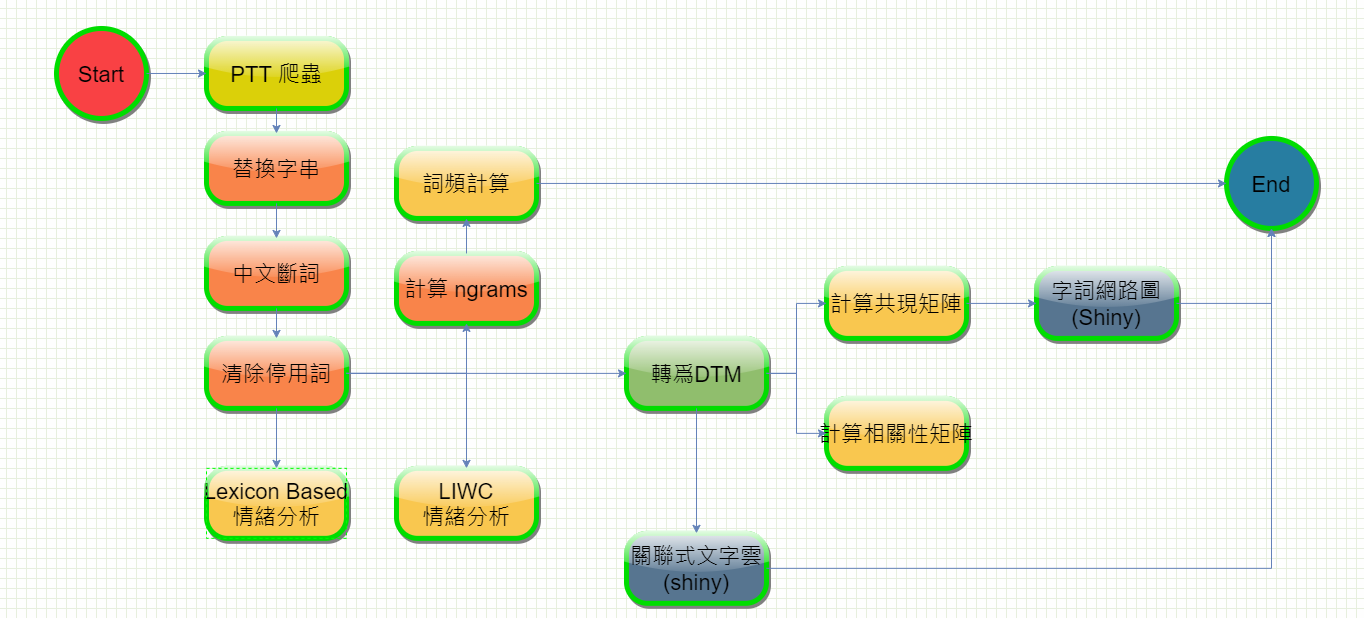 Start
PTT 爬蟲
替換字串
中文斷詞
清除停用詞
Lexicon Based
情緒分析
詞頻計算
計算 ngrams
LIWC
情緒分析
轉爲DTM
關聯式文字雲
(shiny)
計算共現矩陣
計算相關性矩陣
字詞網路圖
(Shiny)
End